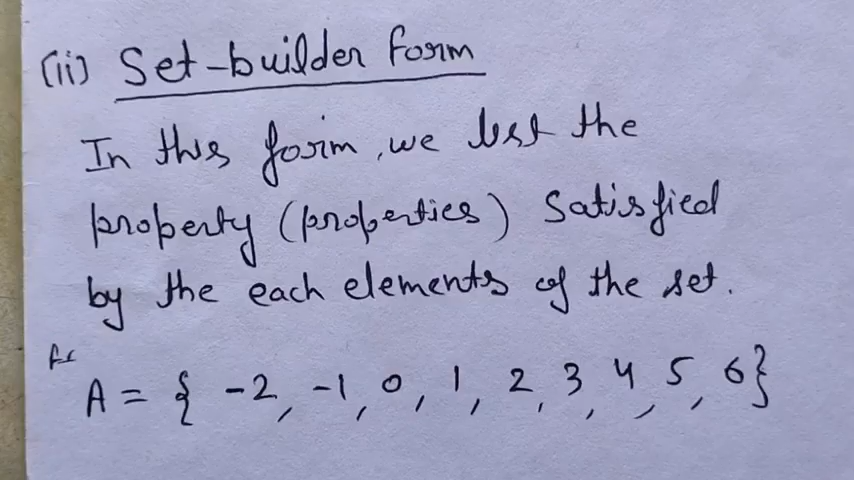 (ii) Set-builder form
In this form, we list the
property (properties) satisfied
by the each elements of the set.
A = { -2, -1, 0, 1, 2, 3, 4, 5, 6}